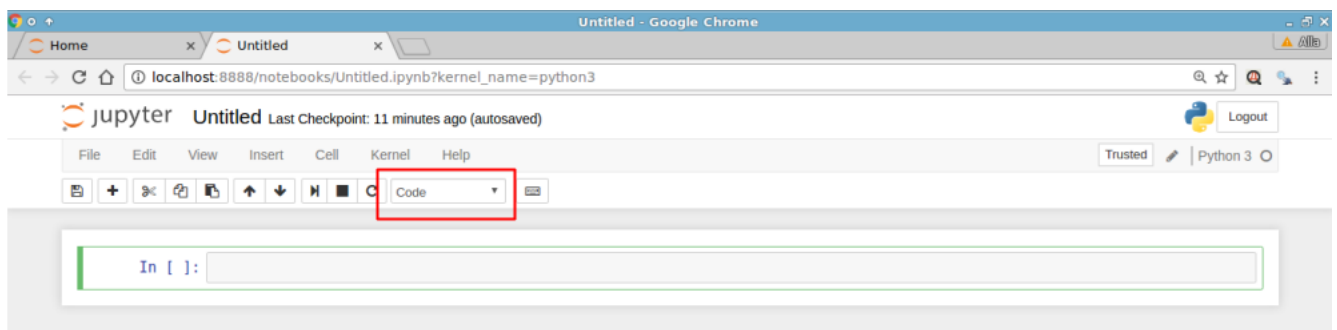 Untitled - Google Chrome
Home Untitled Alla
localhost:8888/notebooks/Untitled.ipynb?kernel_name=python3
jupyter Untitled Last Checkpoint: 11 minutes ago (autosaved) Logout
File Edit View Insert Cell Kernel Help Trusted Python 3
Code
In [ ]: